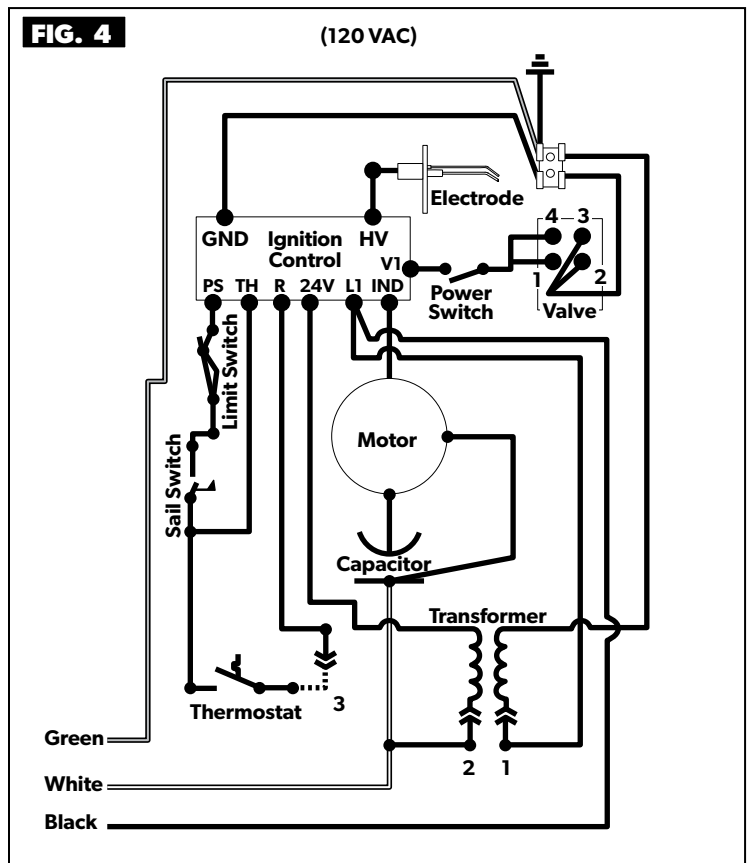 FIG. 4
(120 VAC)
Electrode
GND Ignition Control HV
V1
4 3
1 2
Valve
Power Switch
PS TH R 24V L1 IND
Limit Switch
Motor
Sail Switch
Capacitor
Transformer
Thermostat
3
Green
2 1
White
Black